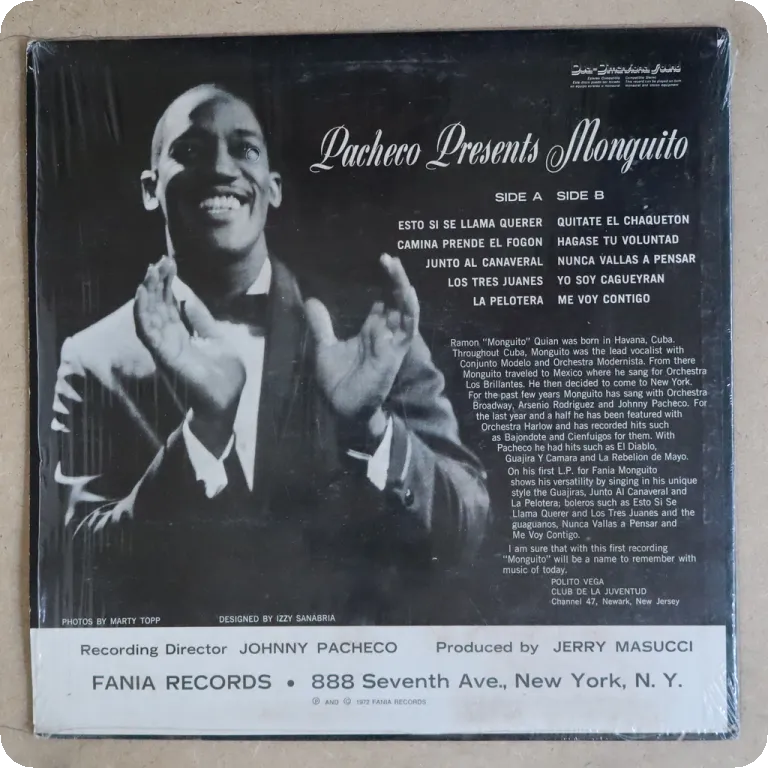 Dual-Dimensional Sound
Pacheco Presents Monguito
SIDE A SIDE B
ESTO SI SE LLAMA QUERER QUITATE EL CHAQUETON
CAMINA PRENDE EL FOGON HAGASE TU VOLUNTAD
JUNTO AL CANAVERAL NUNCA VALLAS A PENSAR
LOS TRES JUANES YO SOY CAGUEYRAN
LA PELOTERA ME VOY CONTIGO
Ramon "Monguito" Quian was born in Havana, Cuba.
Throughout Cuba, Monguito was the lead vocalist with
Conjunto Modelo and Orchestra Modernista. From there
Monguito traveled to Mexico where he sang for Orchestra
Los Brillantes. He then decided to come to New York.
For the past few years Monguito has sang with Orchestra
Broadway, Arsenio Rodriguez and Johnny Pacheco. For
the last year and a half he has been featured with
Orchestra Harlow and has recorded hits such
as Bajondote and Cienfuigos for them. With
Pacheco he had hits such as El Diablo,
Guajira Y Camara and La Rebelion de Mayo.
On his first L.P. for Fania Monguito
shows his versatility by singing in his unique
style the Guajiras, Junto Al Canaveral and
La Pelotera; boleros such as Esto Si Se
Llama Querer and Los Tres Juanes and the
guaguanos, Nunca Vallas a Pensar and
Me Voy Contigo.
I am sure that with this first recording
"Monguito" will be a name to remember with
music of today.
POLITO VEGA
CLUB DE LA JUVENTUD
Channel 47, Newark, New Jersey
PHOTOS BY MARTY TOPP DESIGNED BY IZZY SANABRIA
Recording Director JOHNNY PACHECO Produced by JERRY MASUCCI
FANIA RECORDS • 888 Seventh Ave., New York, N. Y.
℗ AND © 1972 FANIA RECORDS